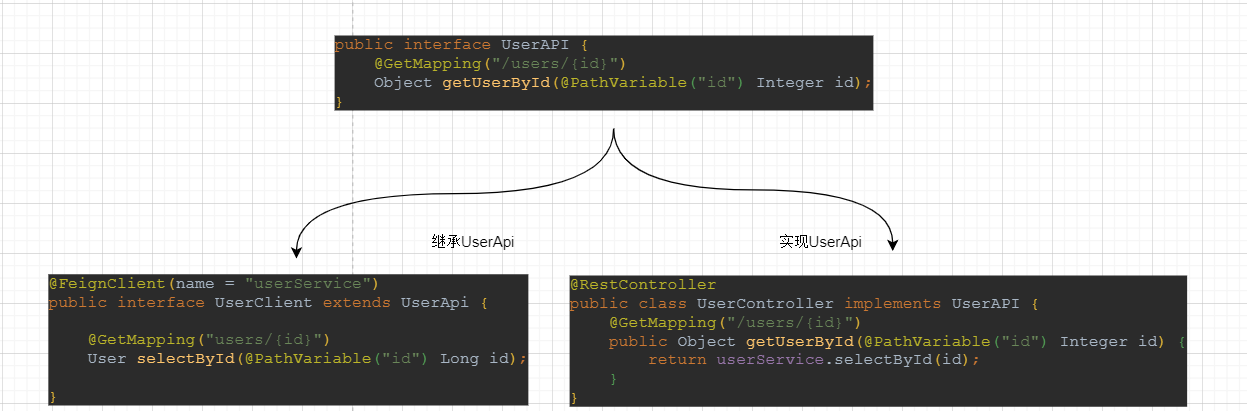 public interface UserAPI {
@GetMapping("/users/{id}")
Object getUserById(@PathVariable("id") Integer id);
}
继承UserApi
实现UserApi
@FeignClient(name = "userService")
public interface UserClient extends UserApi {
@GetMapping("users/{id}")
User selectById(@PathVariable("id") Long id);
}
@RestController
public class UserController implements UserAPI {
@GetMapping("/users/{id}")
public Object getUserById(@PathVariable("id") Integer id) {
return userService.selectById(id);
}
}